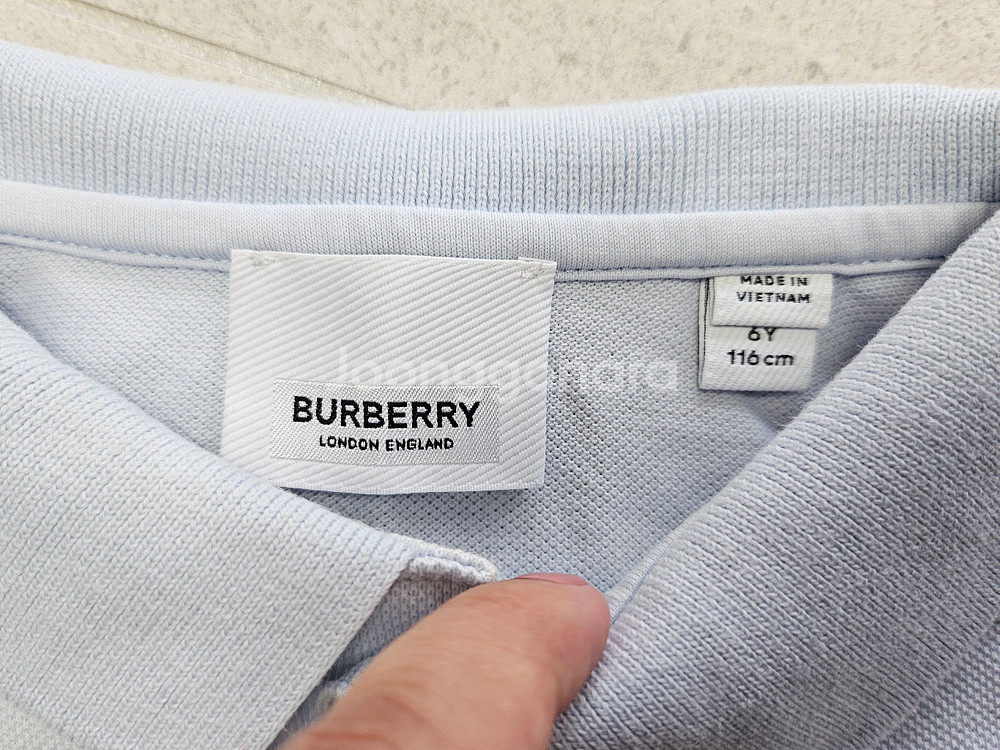 BURBERRY
LONDON ENGLAND
MADE IN
VIETNAM
6Y
116 cm